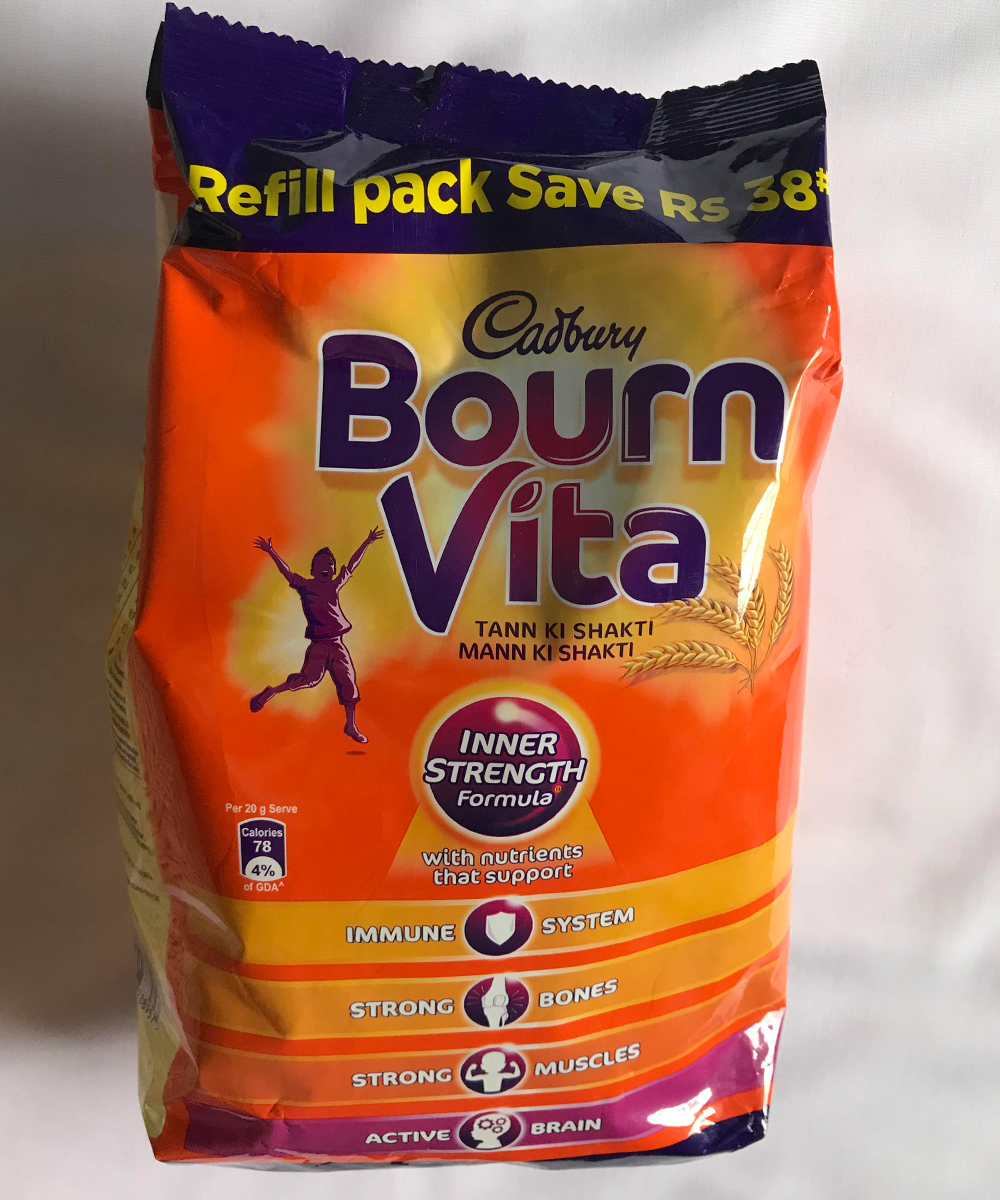 Refill pack Save Rs 38#
Cadbury
Bourn
Vita
TANN KI SHAKTI
MANN KI SHAKTI
INNER
STRENGTH
Formula
with nutrients
that support
Per 20 g Serve
Calories
78
4%
of GDA^
IMMUNE SYSTEM
STRONG BONES
STRONG MUSCLES
ACTIVE BRAIN